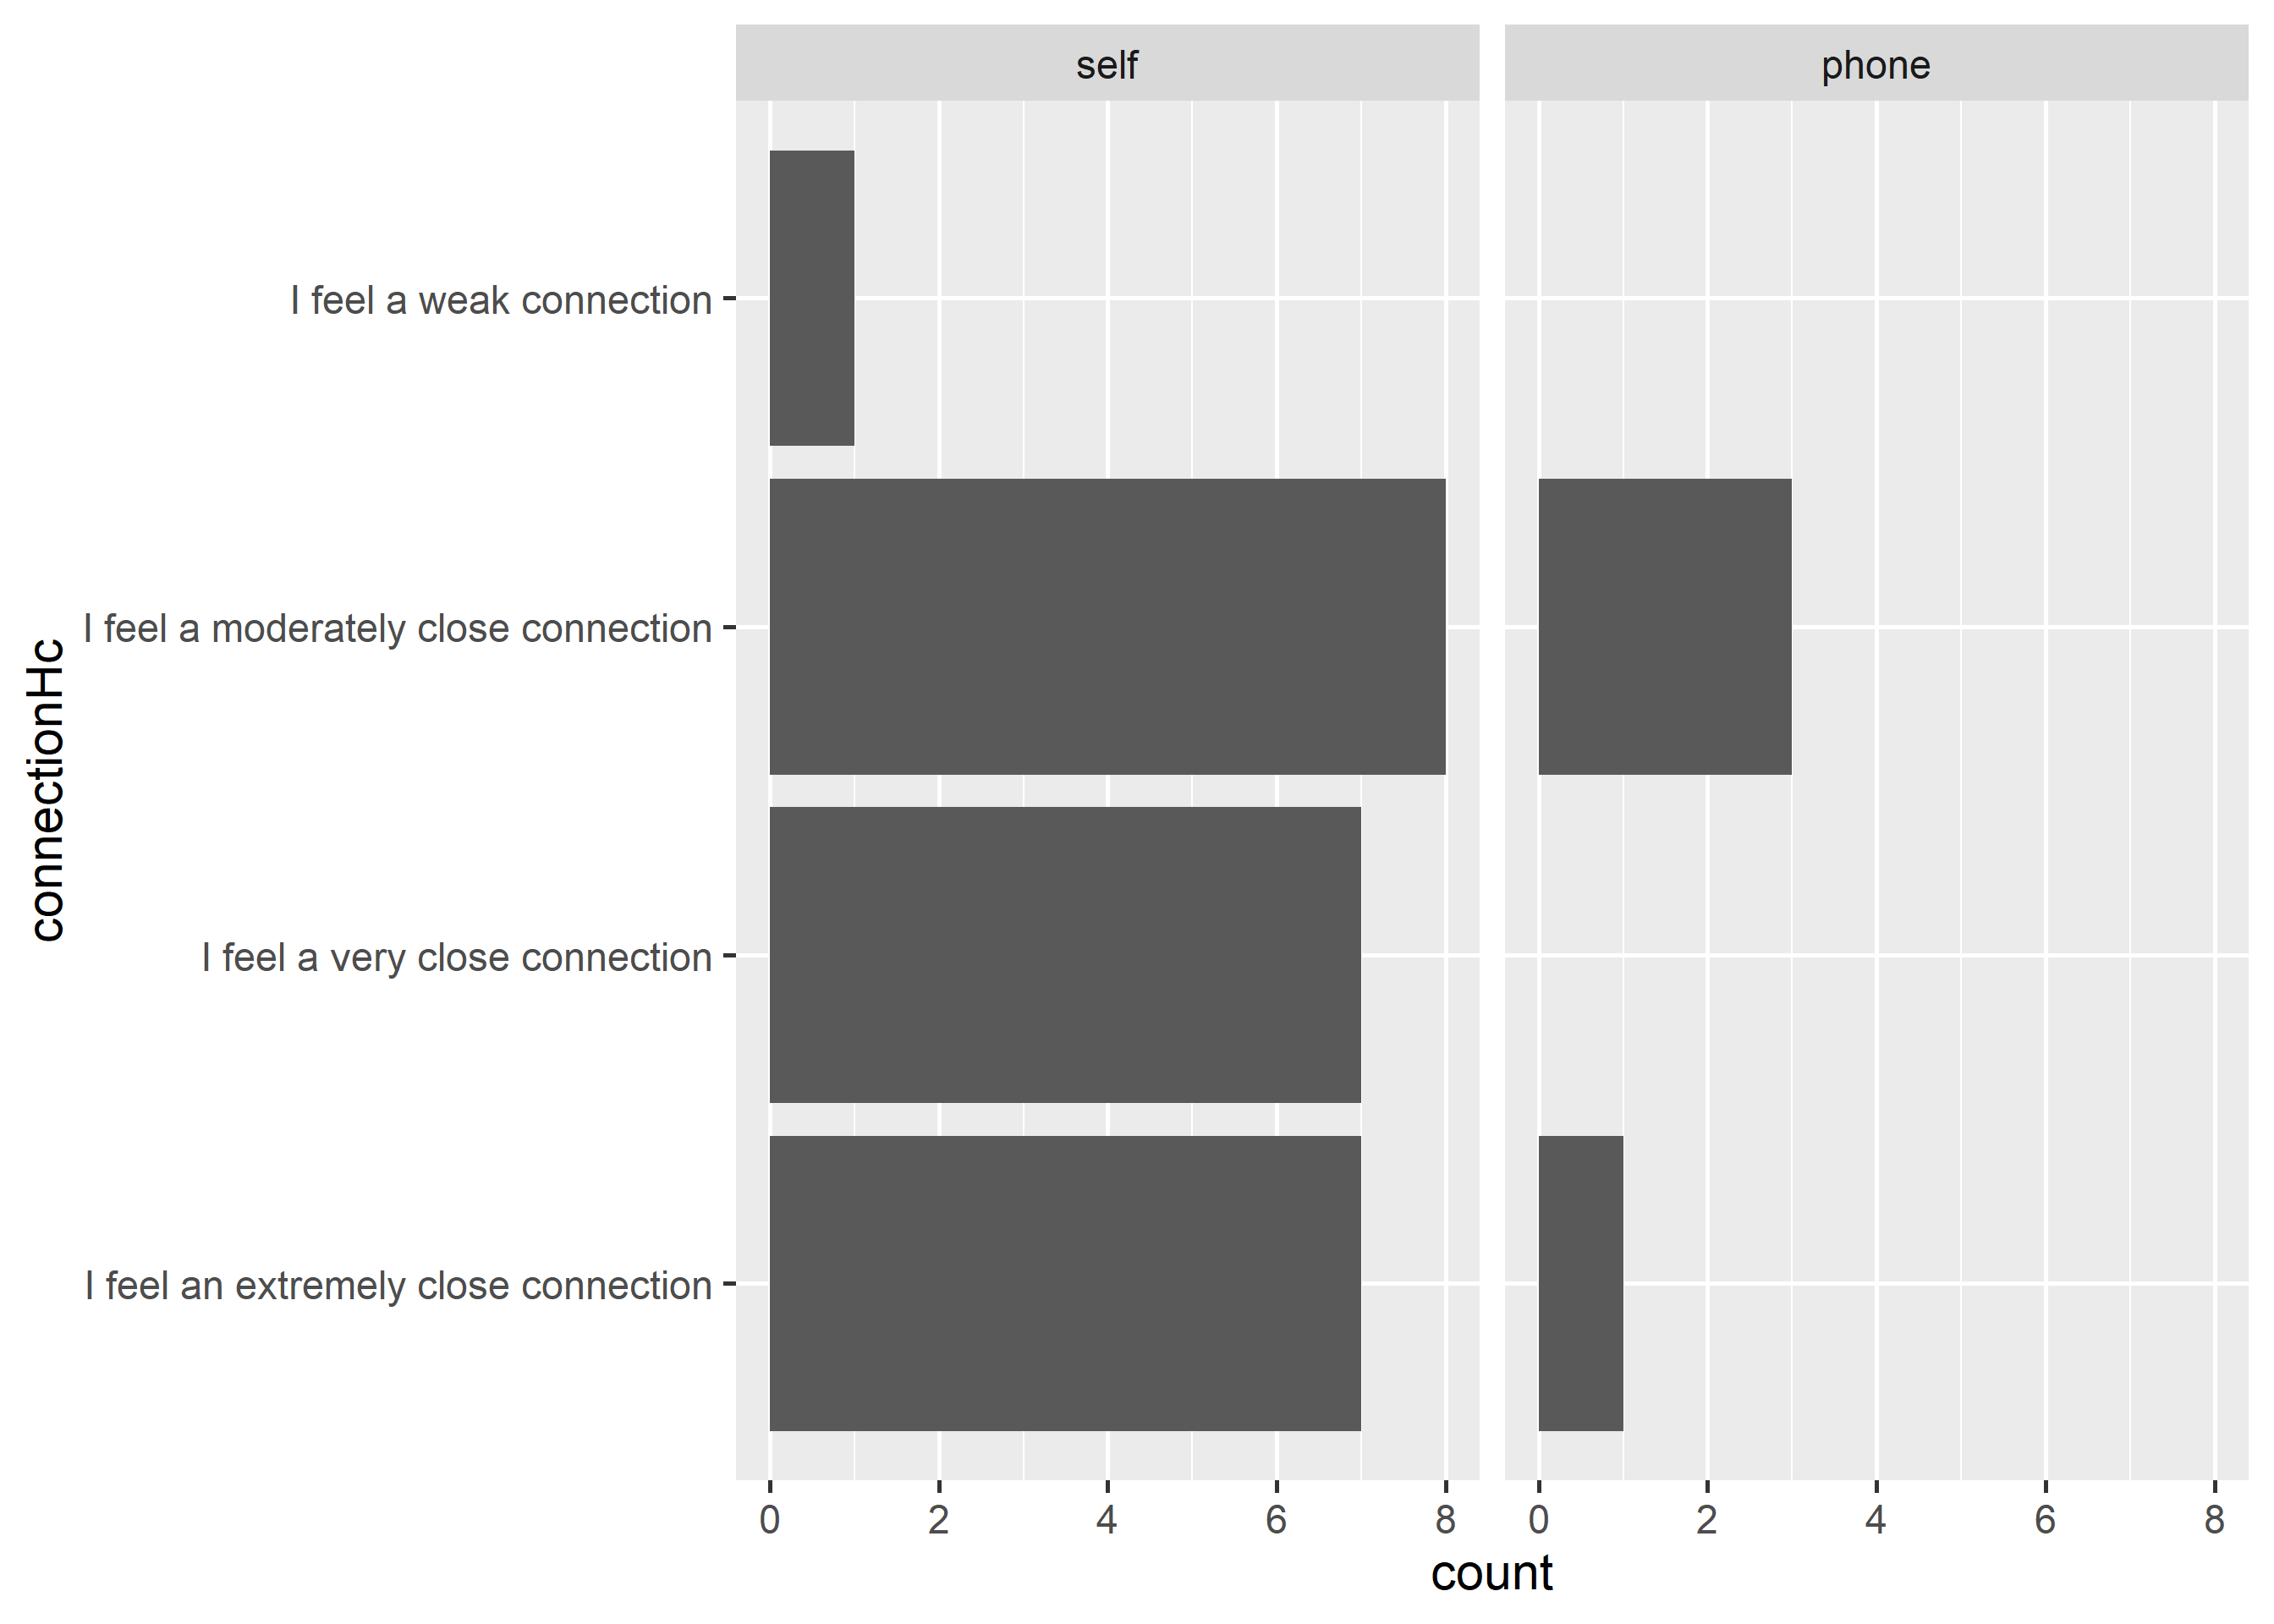 self
phone
I feel a weak connection
I feel a moderately close connection
I feel a very close connection
I feel an extremely close connection
connectionHc
0 2 4 6 8
0 2 4 6 8
count